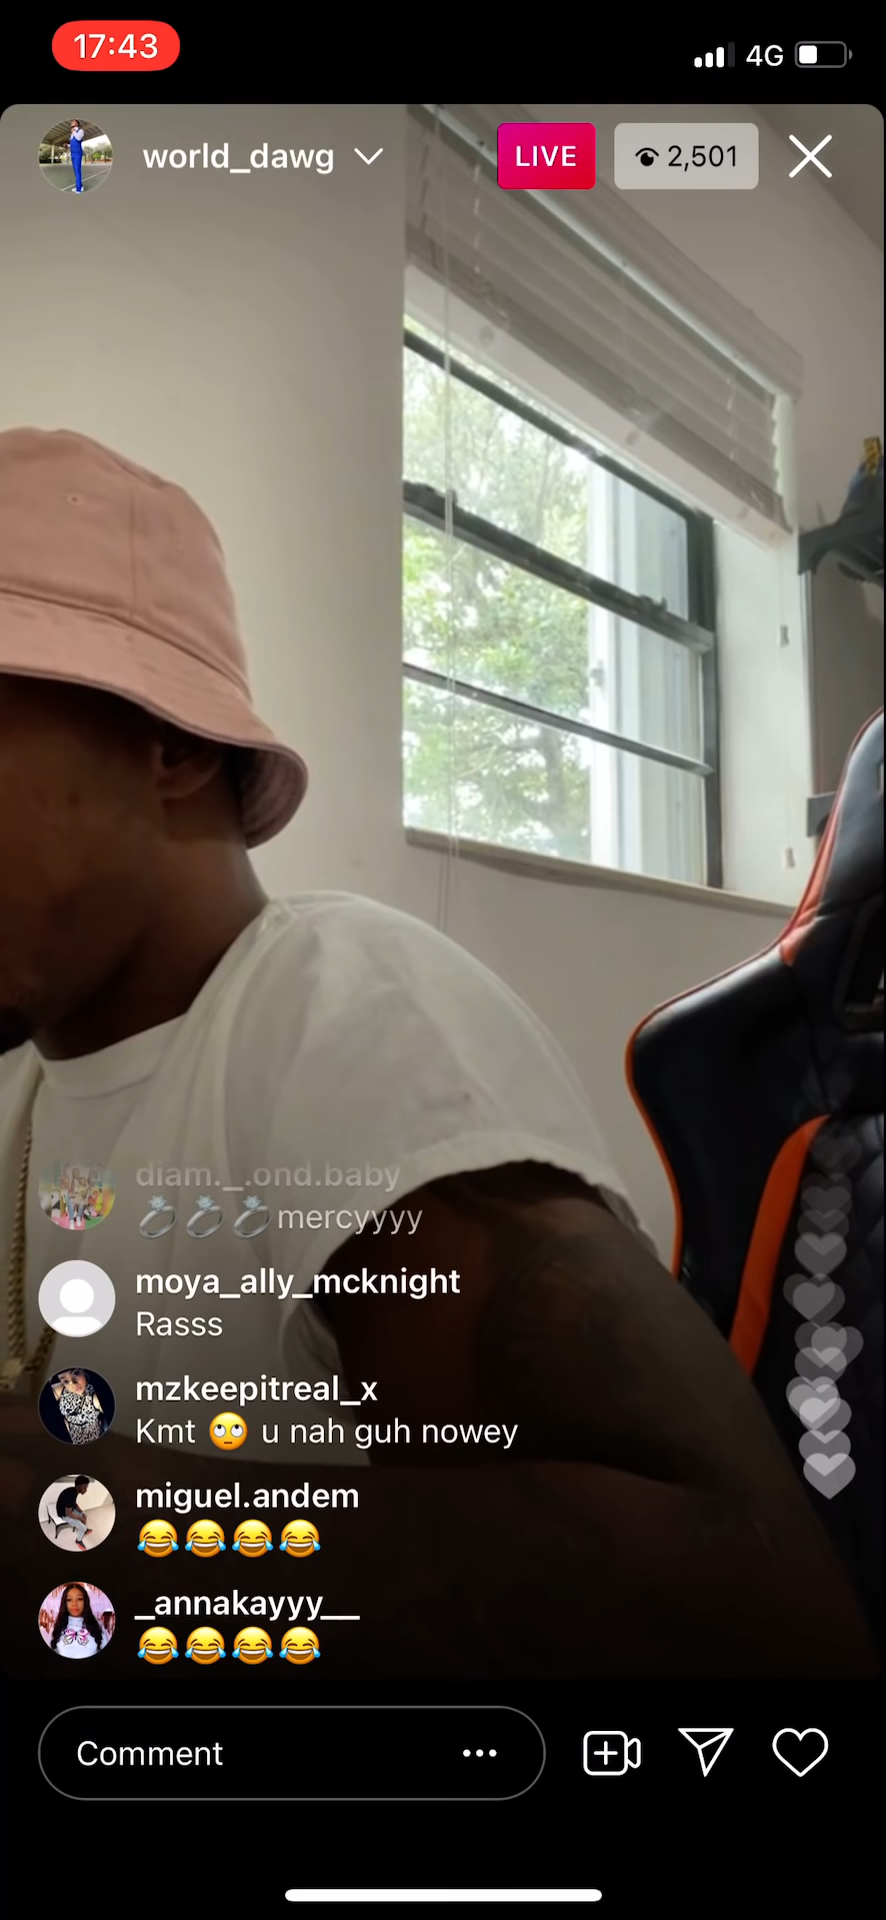 17:43
4G
world_dawg
LIVE
2,501
diam._.ond.baby
💍💍💍mercyyyy
moya_ally_mcknight
Rasss
mzkeepitreal_x
Kmt 🙄 u nah guh nowey
miguel.andem
😂😂😂😂
_annakayyy__
😂😂😂😂
Comment